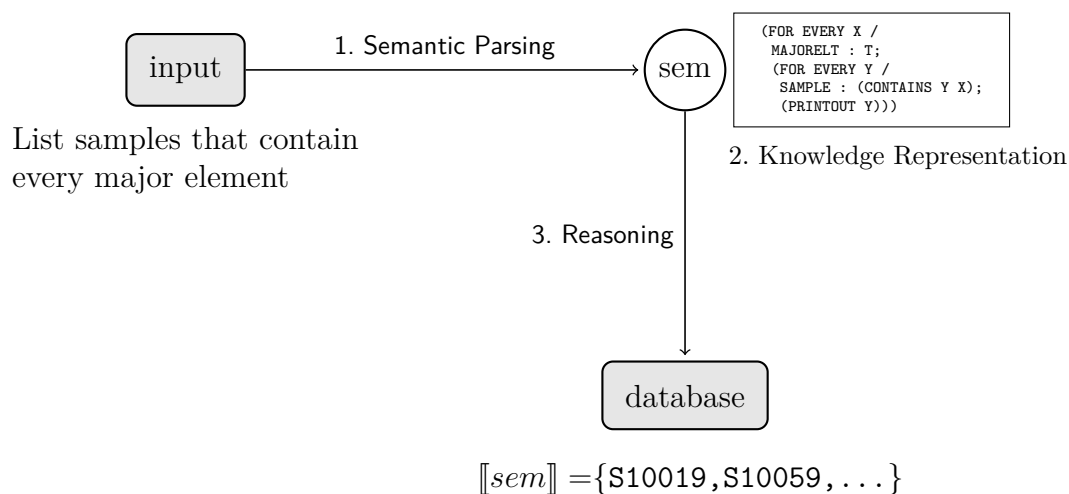 1. Semantic Parsing
input
sem
(FOR EVERY X /
MAJORELT : T;
(FOR EVERY Y /
SAMPLE : (CONTAINS Y X);
(PRINTOUT Y)))
List samples that contain
every major element
2. Knowledge Representation
3. Reasoning
database
⟦sem⟧ ={S10019,S10059,...}